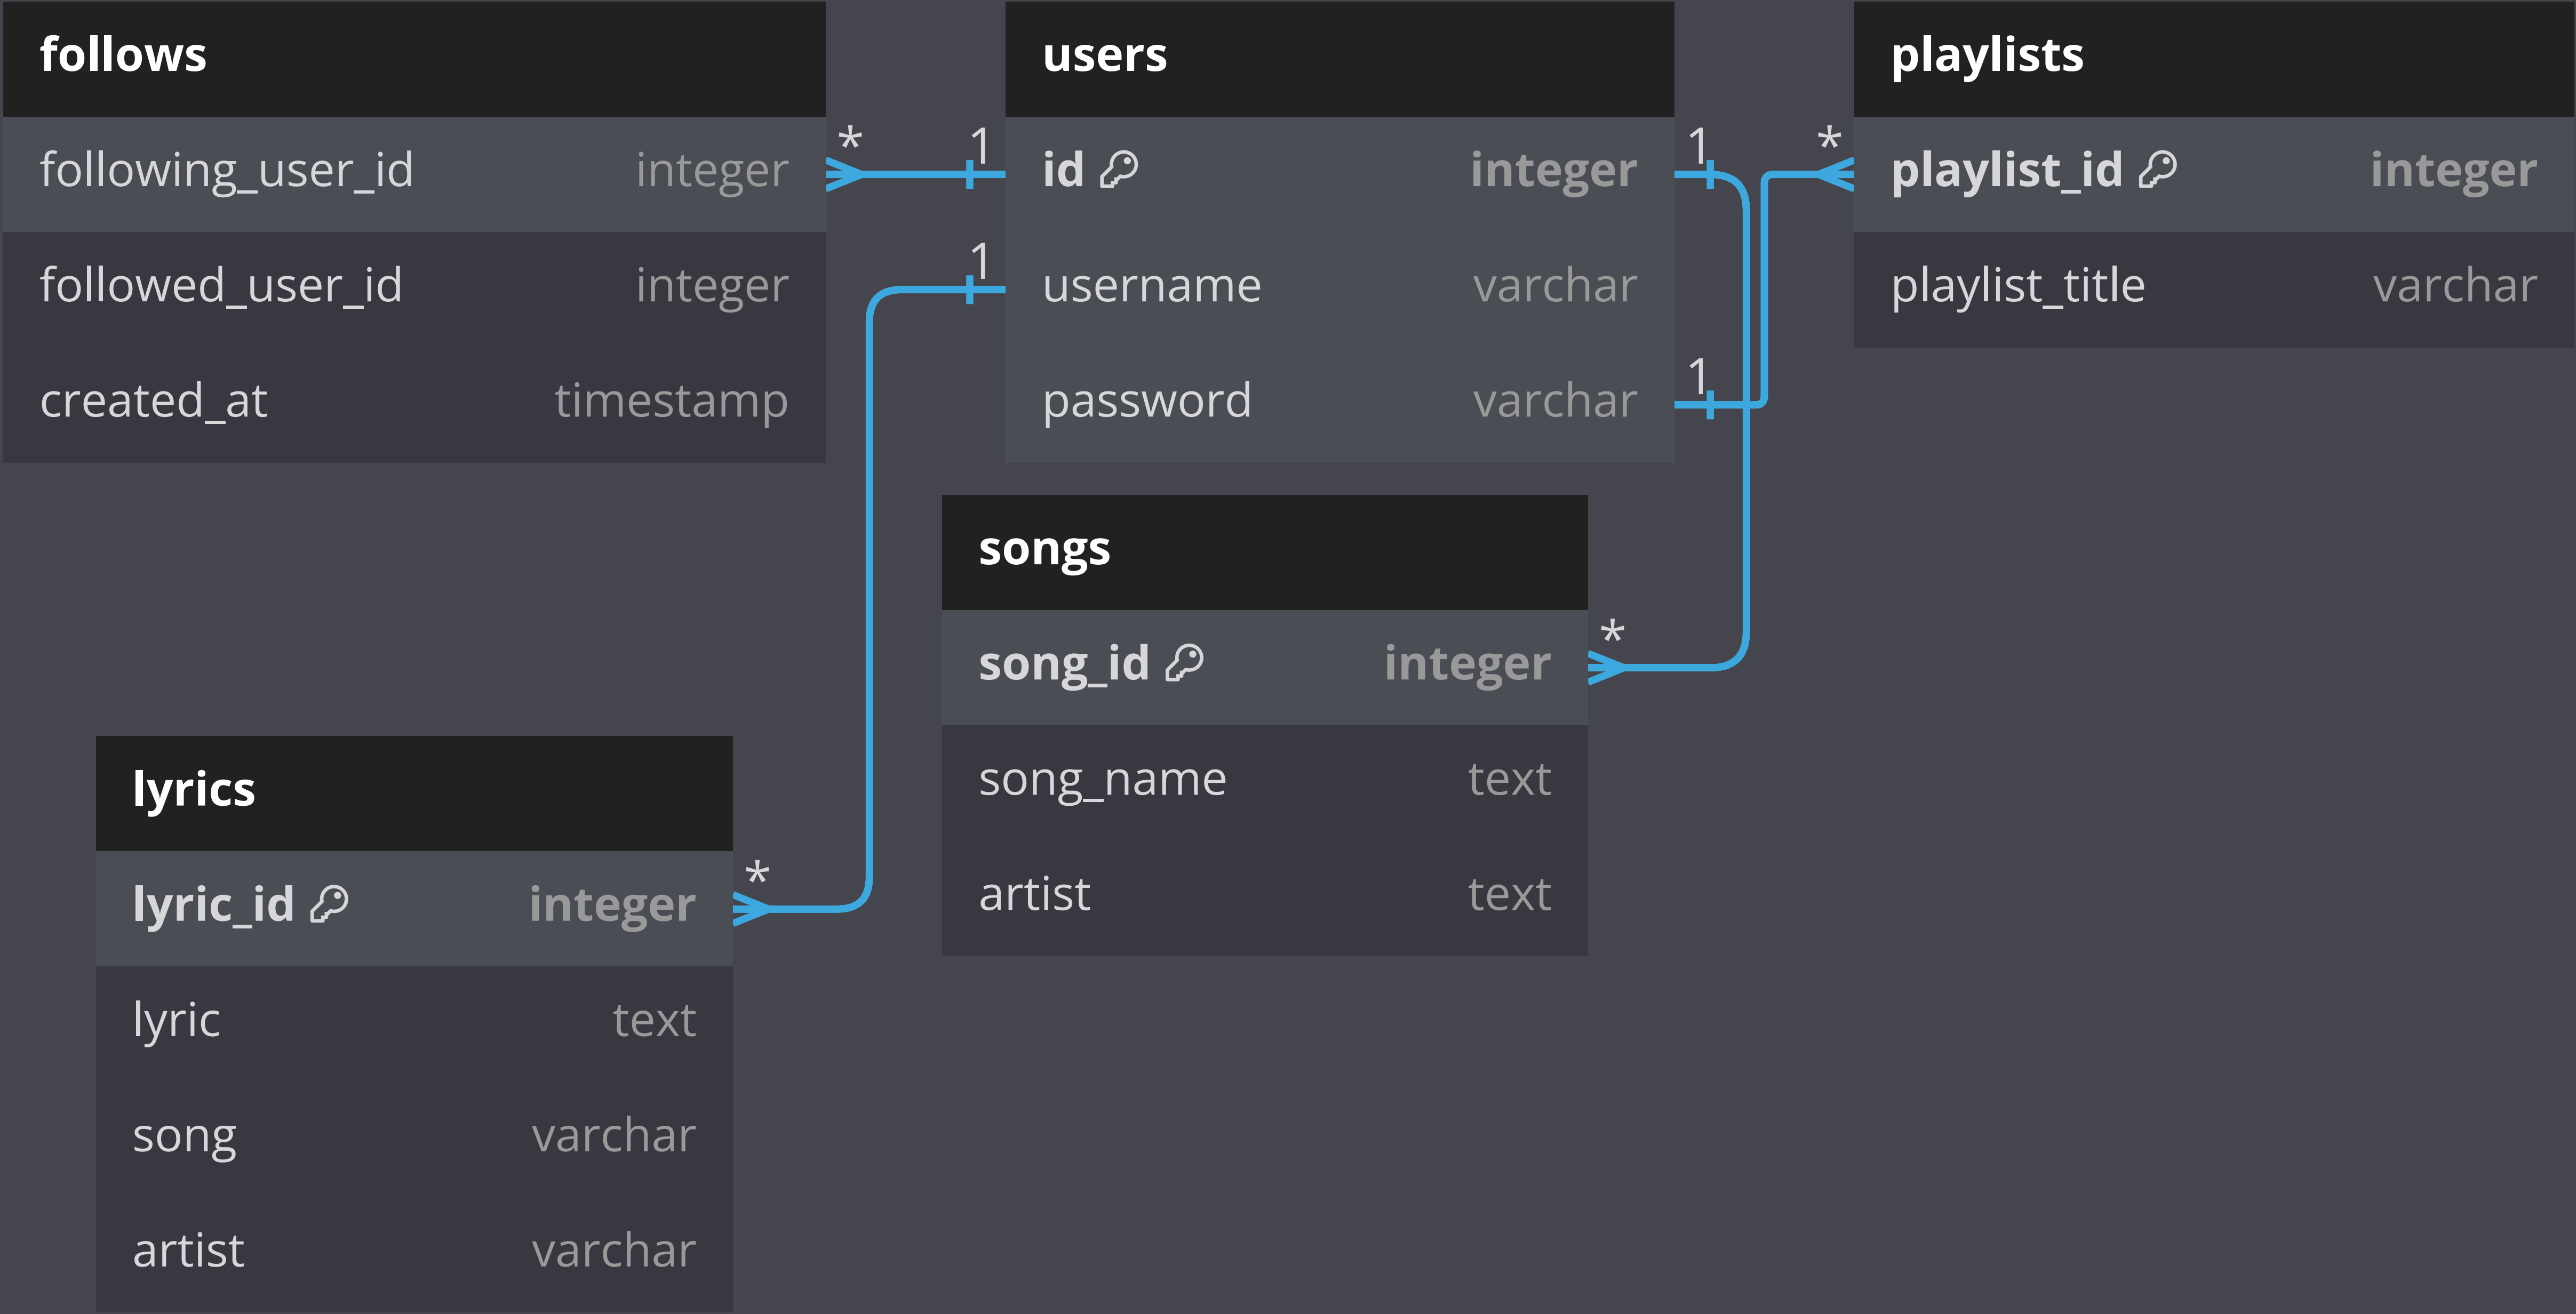 follows
following_user_id integer
followed_user_id integer
created_at timestamp
* 1
1
users
id integer
username varchar
password varchar
1 *
1
playlists
playlist_id integer
playlist_title varchar
songs
song_id integer
song_name text
artist text
*
lyrics
lyric_id integer
lyric text
song varchar
artist varchar
*